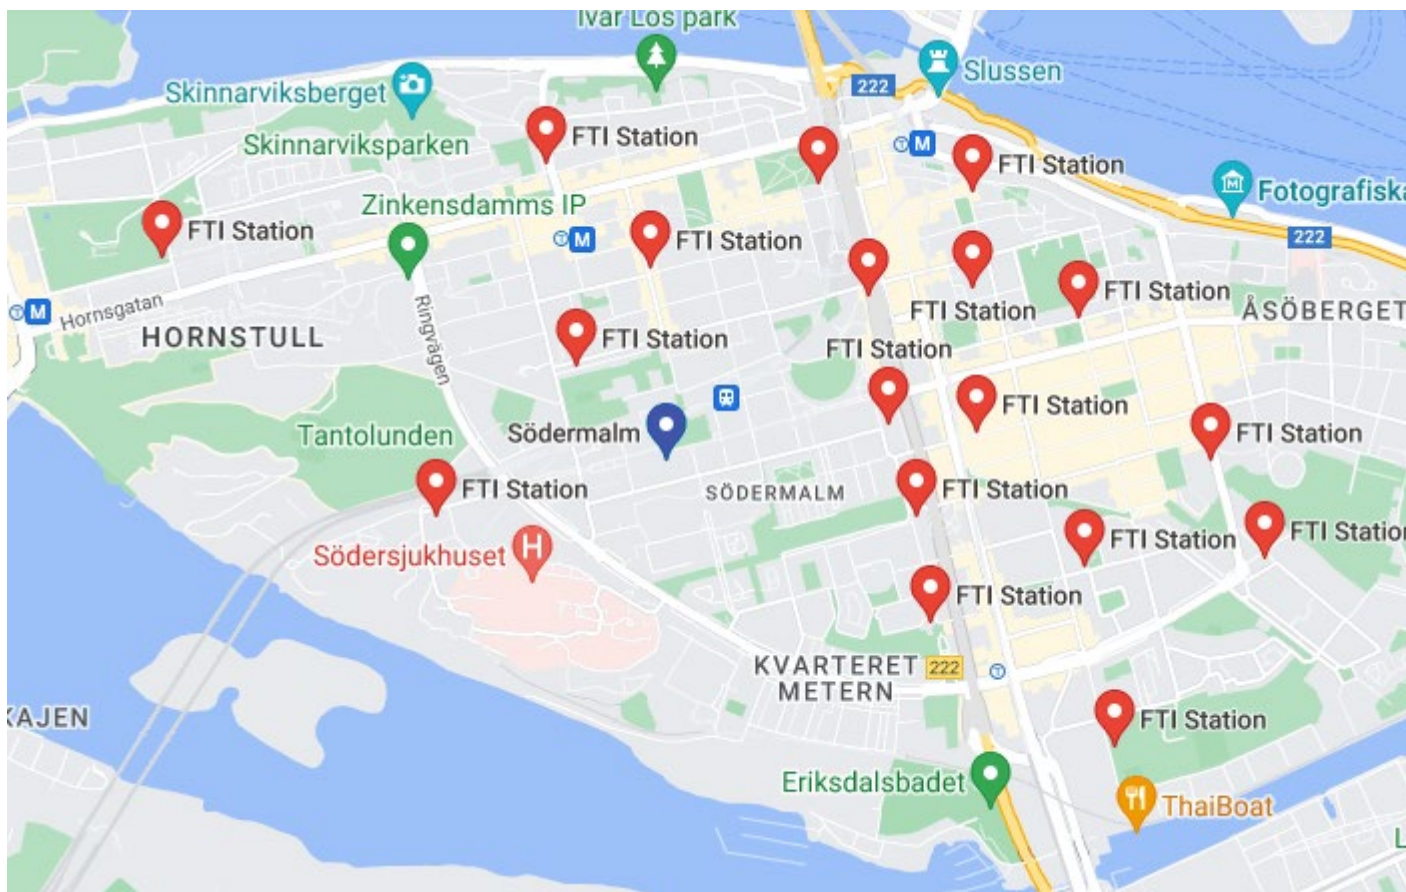 Ivar Los park
Slussen
222
Skinnarviksberget
Skinnarviksparken
FTI Station
M
FTI Station
Fotografiska
Zinkensdamms IP
FTI Station
FTI Station
M
222
Hornsgatan
M
HORNSTULL
Ringvägen
FTI Station
FTI Station
FTI Station
ÅSÖBERGET
FTI Station
FTI Station
Södermalm
FTI Station
Tantolunden
FTI Station
SÖDERMALM
FTI Station
FTI Station
FTI Station
Södersjukhuset
H
FTI Station
KVARTERET
METERN
222
KAJEN
FTI Station
Eriksdalsbadet
ThaiBoat
L